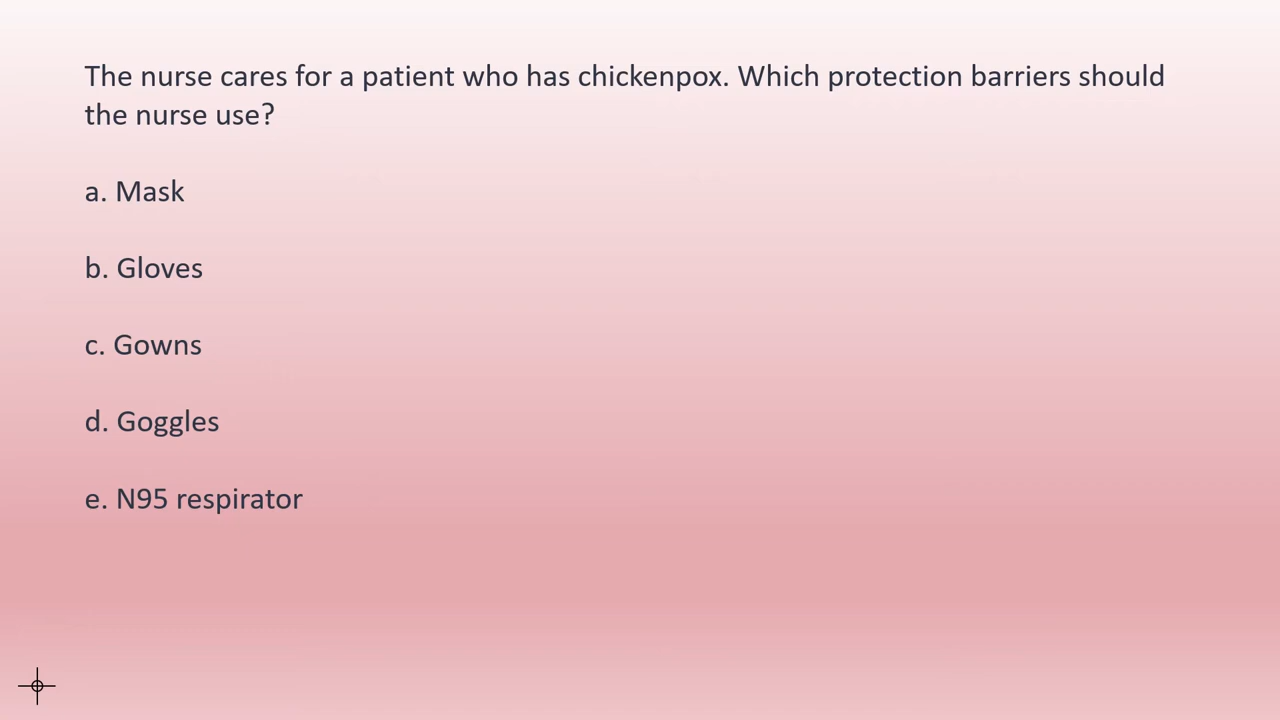 The nurse cares for a patient who has chickenpox. Which protection barriers should
the nurse use?
a. Mask
b. Gloves
c. Gowns
d. Goggles
e. N95 respirator